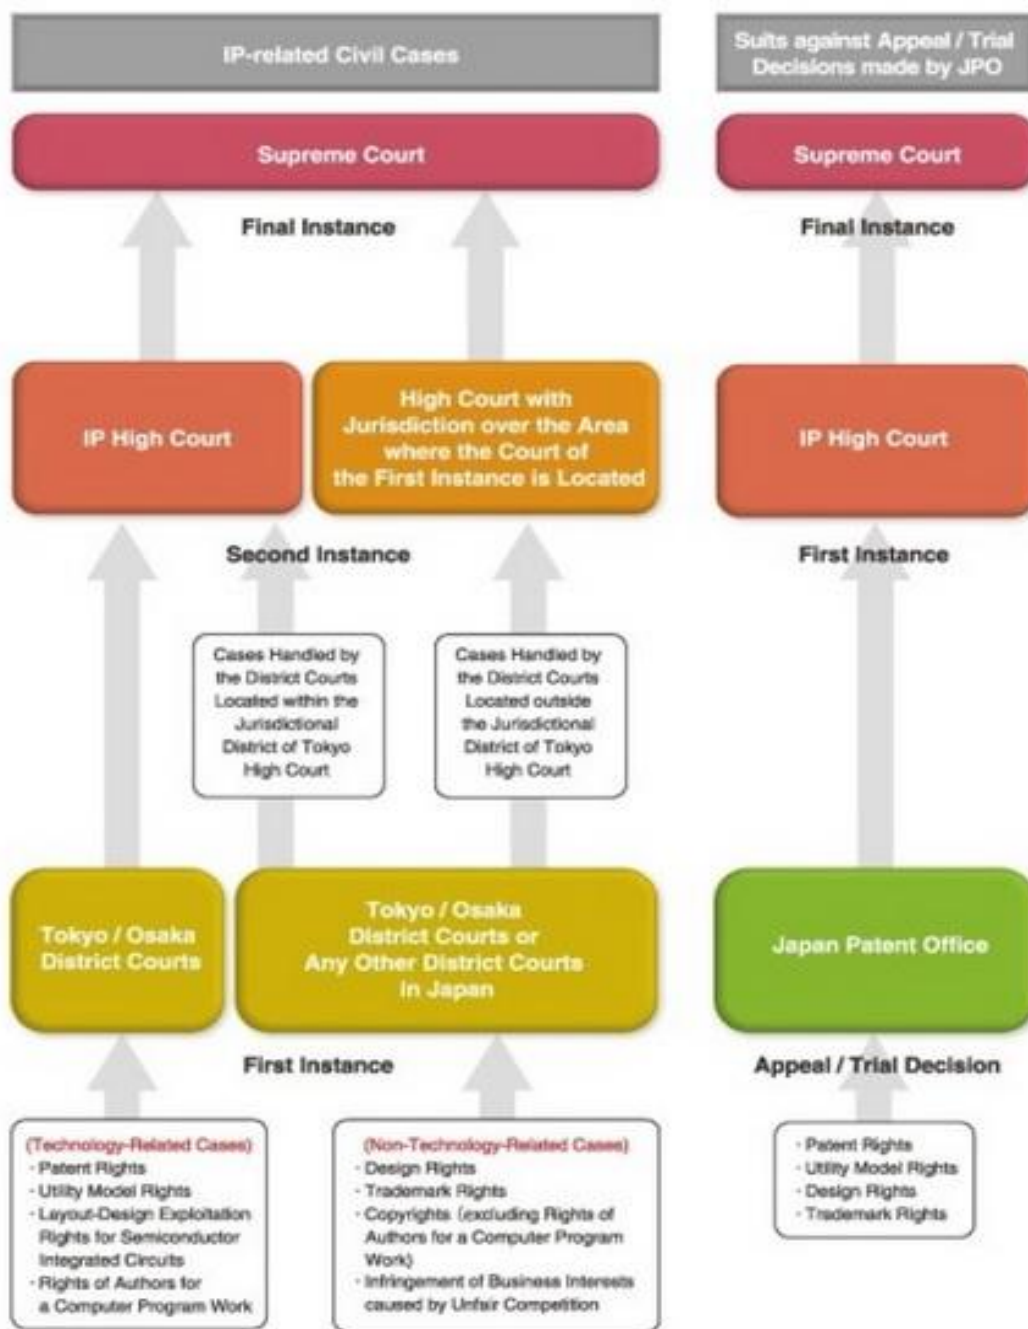 IP-related Civil Cases
Suits against Appeal / Trial
Decisions made by JPO
Supreme Court
Supreme Court
Final Instance
Final Instance
IP High Court
High Court with
Jurisdiction over the Area
where the Court of
the First Instance is Located
IP High Court
Second Instance
First Instance
Cases Handled by
the District Courts
Located within the
Jurisdictional
District of Tokyo
High Court
Cases Handled by
the District Courts
Located outside
the Jurisdictional
District of Tokyo
High Court
Tokyo / Osaka
District Courts
Tokyo / Osaka
District Courts or
Any Other District Courts
in Japan
Japan Patent Office
First Instance
Appeal / Trial Decision
(Technology-Related Cases)
· Patent Rights
· Utility Model Rights
· Layout-Design Exploitation
Rights for Semiconductor
Integrated Circuits
· Rights of Authors for
a Computer Program Work
(Non-Technology-Related Cases)
· Design Rights
· Trademark Rights
· Copyrights (excluding Rights of
Authors for a Computer Program
Work)
· Infringement of Business Interests
caused by Unfair Competition
· Patent Rights
· Utility Model Rights
· Design Rights
· Trademark Rights